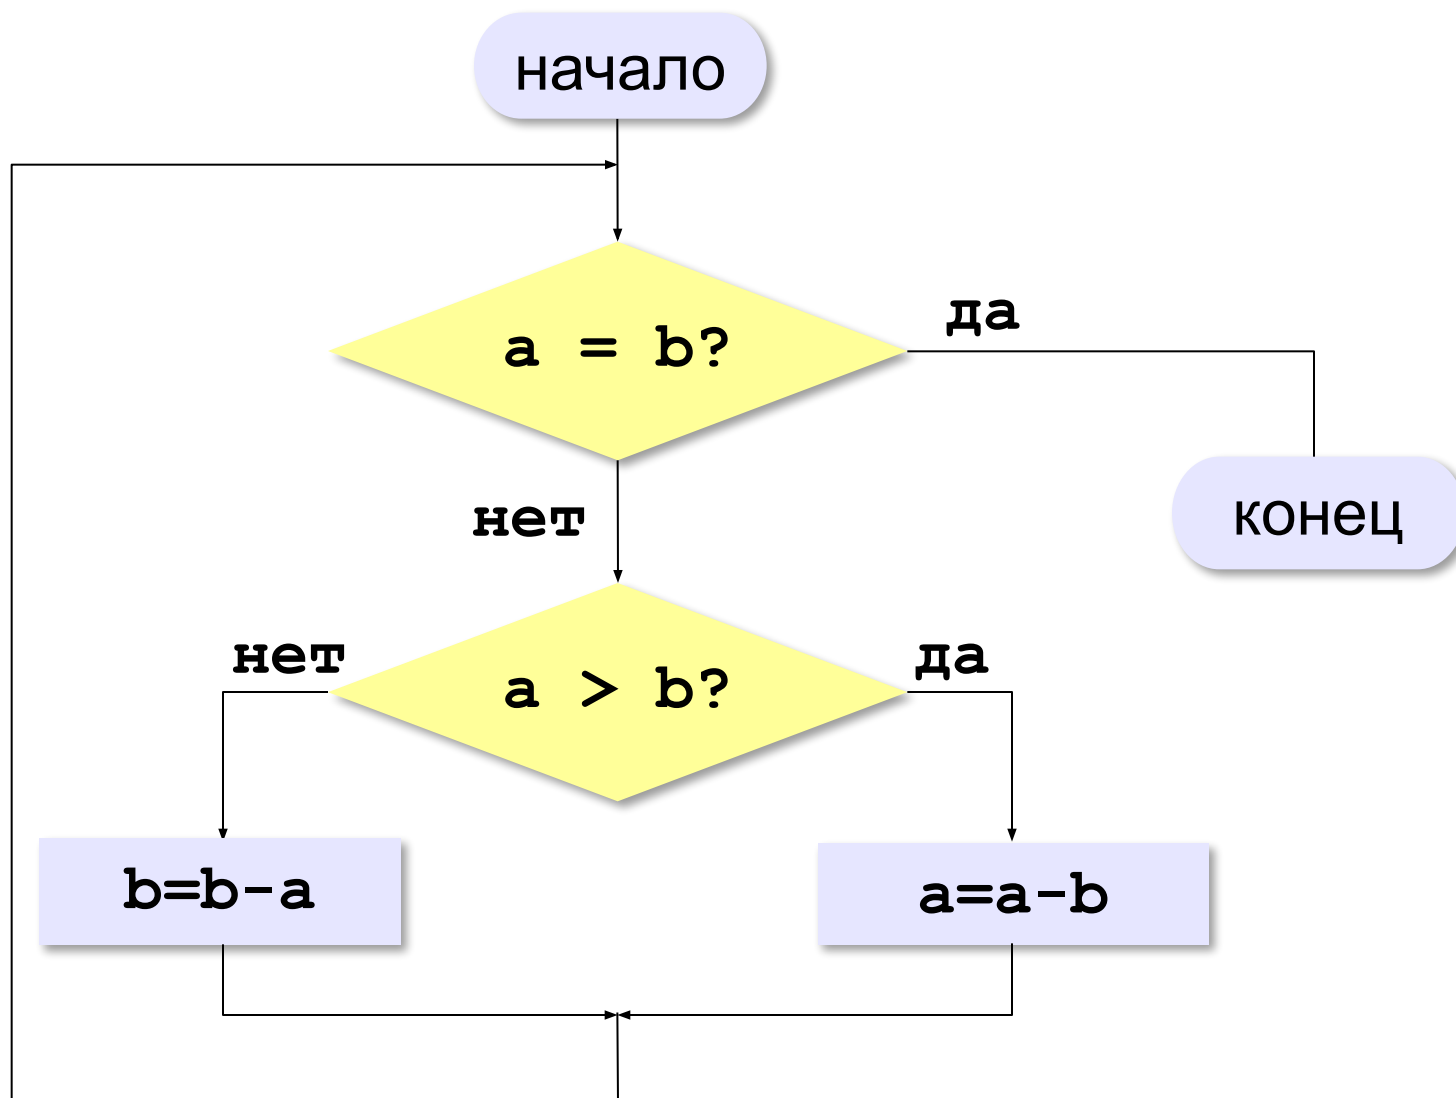 начало
a = b?
да
нет
конец
нет
a > b?
да
b=b-a
a=a-b